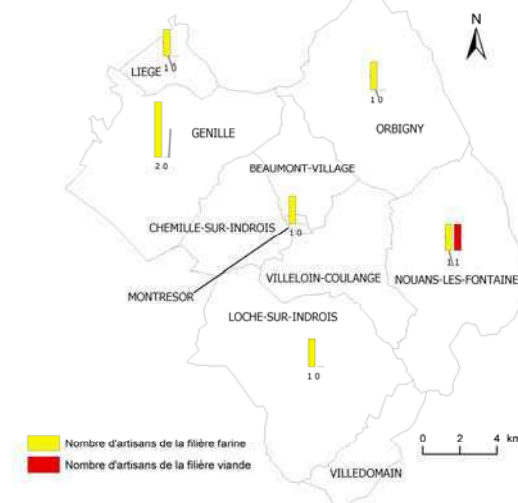 N
1 0
LIEGE
1 0
ORBIGNY
GENILLE
2 0
BEAUMONT-VILLAGE
CHEMILLE-SUR-INDROIS
1 0
1 1
VILLELOIN-COULANGE
NOUANS-LES-FONTAINE
MONTRESOR
LOCHE-SUR-INDROIS
1 0
Nombre d'artisans de la filière farine
0 2 4 km
Nombre d'artisans de la filière viande
VILLEDOMAIN